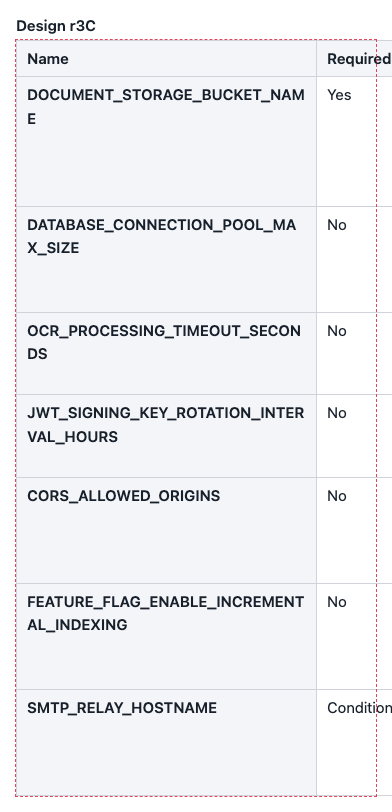 Design r3C
Name Required
DOCUMENT_STORAGE_BUCKET_NAM Yes
E
DATABASE_CONNECTION_POOL_MA No
X_SIZE
OCR_PROCESSING_TIMEOUT_SECON No
DS
JWT_SIGNING_KEY_ROTATION_INTER No
VAL_HOURS
CORS_ALLOWED_ORIGINS No
FEATURE_FLAG_ENABLE_INCREMENT No
AL_INDEXING
SMTP_RELAY_HOSTNAME Condition